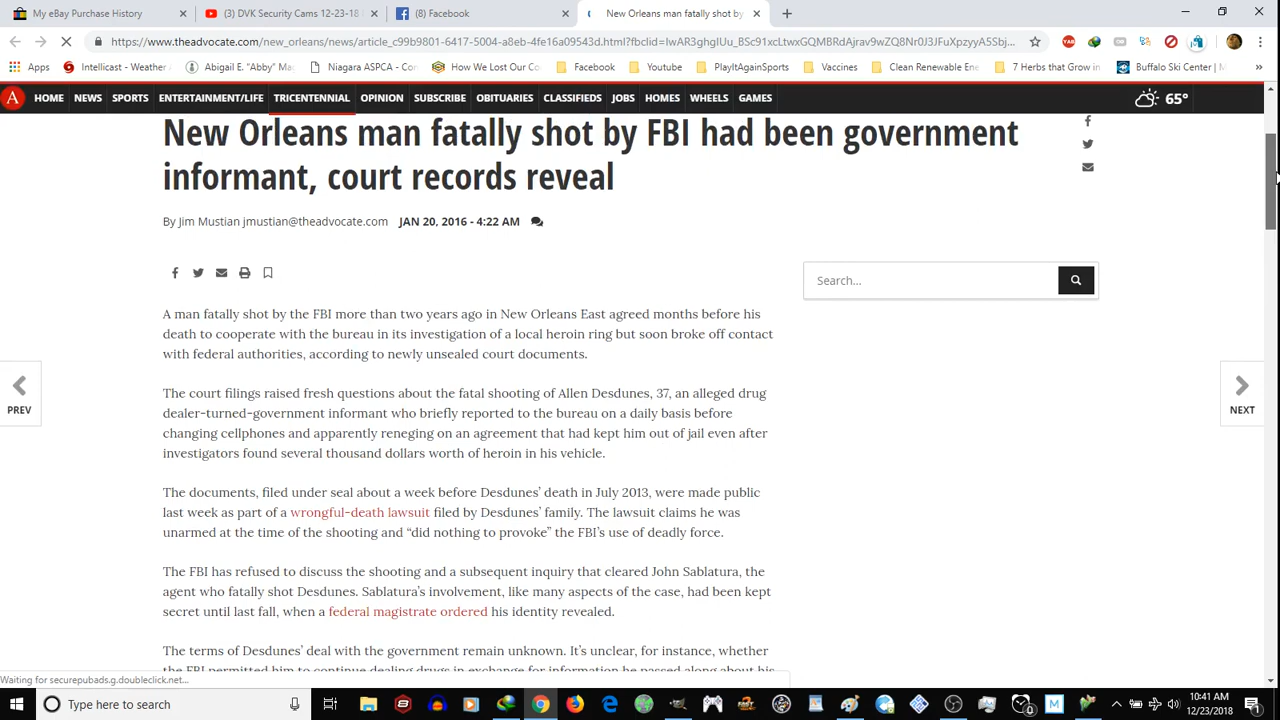 My eBay Purchase History
(3) DVK Security Cams 12-23-18
(8) Facebook
New Orleans man fatally shot by
https://www.theadvocate.com/new_orleans/news/article_c99b9801-6417-5004-a8eb-4fe16a09543d.html?fbclid=
Apps
Intellicast - Weather
Abigail E. "Abby" Ma
Niagara ASPCA - Co
How We Lost Our Co
Facebook
Youtube
PlayItAgainSports
Vaccines
Clean Renewable Ene
7 Herbs that Grow in
Buffalo Ski Center | M
»
A
HOME
NEWS
SPORTS
ENTERTAINMENT/LIFE
TRICENTENNIAL
OPINION
SUBSCRIBE
OBITUARIES
CLASSIFIEDS
JOBS
HOMES
WHEELS
GAMES
65°
New Orleans man fatally shot by FBI had been government
informant, court records reveal
By Jim Mustian jmustian@theadvocate.com JAN 20, 2016 - 4:22 AM
Search...
A man fatally shot by the FBI more than two years ago in New Orleans East agreed months before his
death to cooperate with the bureau in its investigation of a local heroin ring but soon broke off contact
with federal authorities, according to newly unsealed court documents.
The court filings raised fresh questions about the fatal shooting of Allen Desdunes, 37, an alleged drug
dealer-turned-government informant who briefly reported to the bureau on a daily basis before
changing cellphones and apparently reneging on an agreement that had kept him out of jail even after
investigators found several thousand dollars worth of heroin in his vehicle.
The documents, filed under seal about a week before Desdunes’ death in July 2013, were made public
last week as part of a wrongful-death lawsuit filed by Desdunes’ family. The lawsuit claims he was
unarmed at the time of the shooting and “did nothing to provoke” the FBI’s use of deadly force.
The FBI has refused to discuss the shooting and a subsequent inquiry that cleared John Sablatura, the
agent who fatally shot Desdunes. Sablatura’s involvement, like many aspects of the case, had been kept
secret until last fall, when a federal magistrate ordered his identity revealed.
The terms of Desdunes’ deal with the government remain unknown. It’s unclear, for instance, whether
the FBI permitted him to continue dealing drugs in exchange for information he passed along about his
PREV
NEXT
Waiting for securepubads.g.doubleclick.net...
Type here to search
10:41 AM
12/23/2018